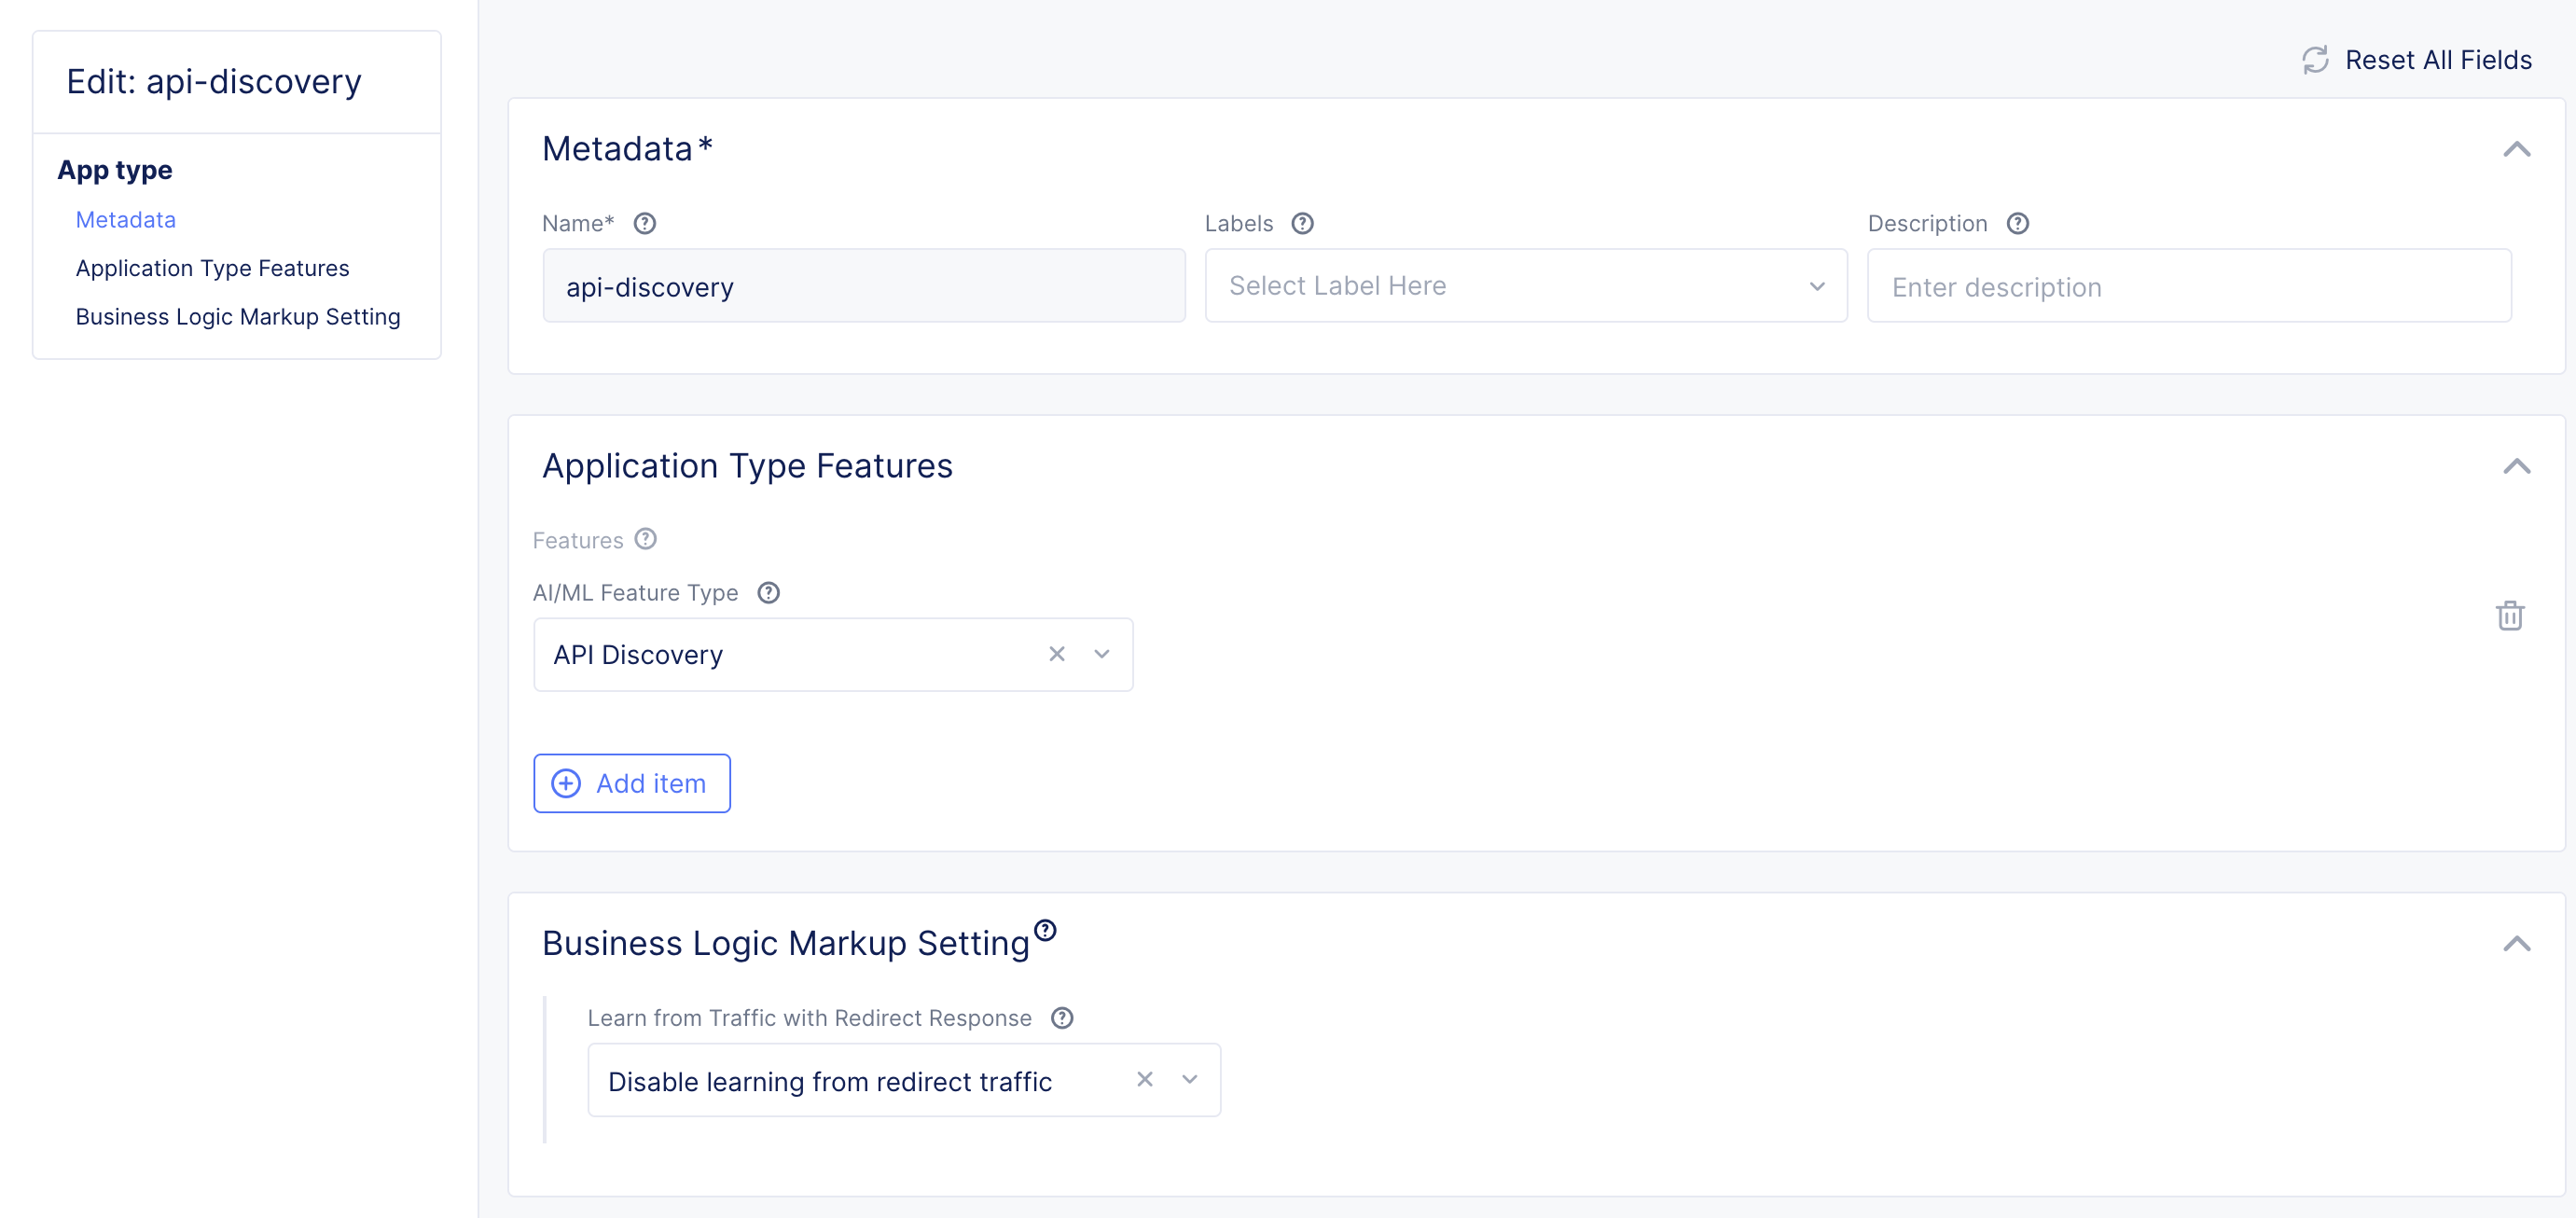 Edit: api-discovery
App type
Metadata
Application Type Features
Business Logic Markup Setting
Reset All Fields
Metadata*
Name*
Labels
Description
api-discovery
Select Label Here
Enter description
Application Type Features
Features
AI/ML Feature Type
API Discovery
Add item
Business Logic Markup Setting
Learn from Traffic with Redirect Response
Disable learning from redirect traffic